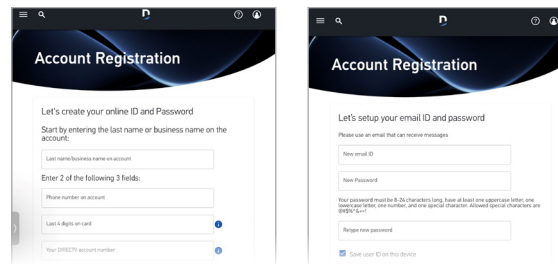 Account Registration
Let's create your online ID and Password
Start by entering the last name or business name on the
account:
Last name/business name on account
Enter 2 of the following 3 fields:
Phone number on account
Last 4 digits on card
Your DIRECTV account number
Account Registration
Let's setup your email ID and password
Please use an email that can receive messages
New email ID
New Password
Your password must be 8-24 characters long, have at least one uppercase letter, one
lowercase letter, one number, and one special character. Allowed special characters are
Retype new password
Save user ID on this device